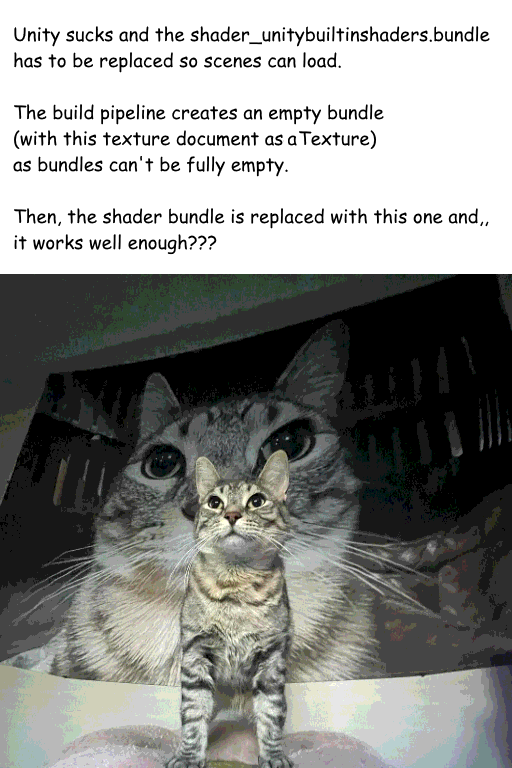 Unity sucks and the shader_unitybuiltinshaders.bundle
has to be replaced so scenes can load.
The build pipeline creates an empty bundle
(with this texture document as a Texture)
as bundles can't be fully empty.
Then, the shader bundle is replaced with this one and,,
it works well enough???